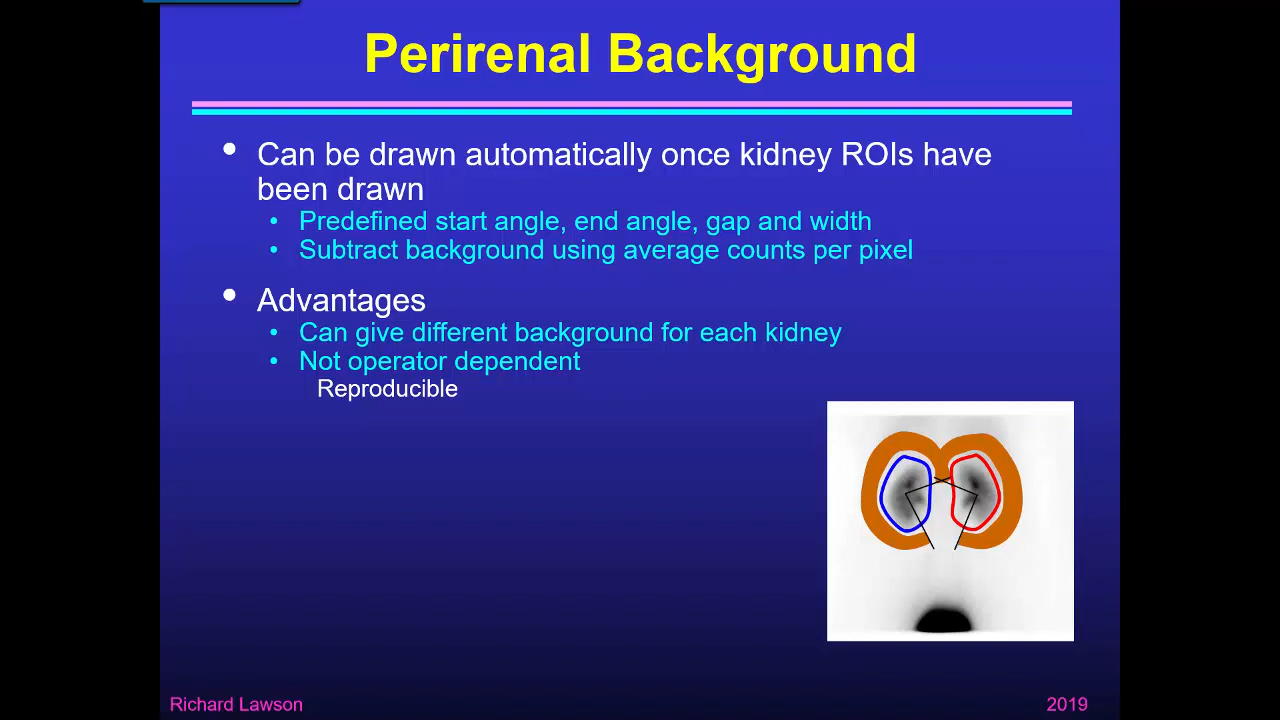 Perirenal Background
• Can be drawn automatically once kidney ROIs have
been drawn
• Predefined start angle, end angle, gap and width
• Subtract background using average counts per pixel
• Advantages
• Can give different background for each kidney
• Not operator dependent
Reproducible
Richard Lawson
2019